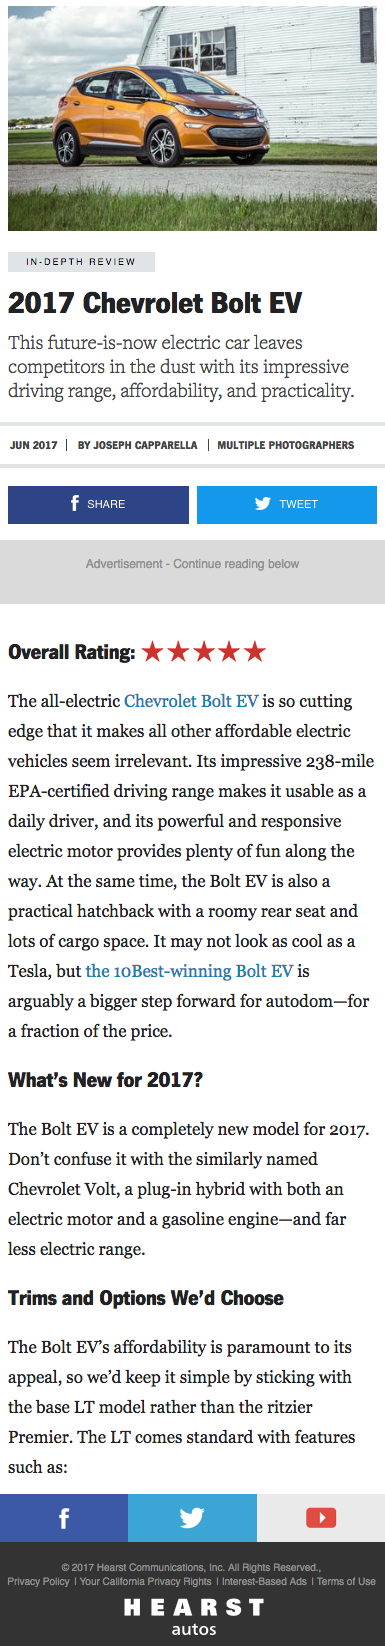 IN-DEPTH REVIEW
2017 Chevrolet Bolt EV
This future-is-now electric car leaves
competitors in the dust with its impressive
driving range, affordability, and practicality.
JUN 2017 | BY JOSEPH CAPPARELLA | MULTIPLE PHOTOGRAPHERS
SHARE
TWEET
Advertisement - Continue reading below
Overall Rating: ★★★★★
The all-electric Chevrolet Bolt EV is so cutting
edge that it makes all other affordable electric
vehicles seem irrelevant. Its impressive 238-mile
EPA-certified driving range makes it usable as a
daily driver, and its powerful and responsive
electric motor provides plenty of fun along the
way. At the same time, the Bolt EV is also a
practical hatchback with a roomy rear seat and
lots of cargo space. It may not look as cool as a
Tesla, but the 10Best-winning Bolt EV is
arguably a bigger step forward for autodom—for
a fraction of the price.
What's New for 2017?
The Bolt EV is a completely new model for 2017.
Don't confuse it with the similarly named
Chevrolet Volt, a plug-in hybrid with both an
electric motor and a gasoline engine—and far
less electric range.
Trims and Options We'd Choose
The Bolt EV's affordability is paramount to its
appeal, so we'd keep it simple by sticking with
the base LT model rather than the ritzier
Premier. The LT comes standard with features
such as:
© 2017 Hearst Communications, Inc. All Rights Reserved.,
Privacy Policy | Your California Privacy Rights | Interest-Based Ads | Terms of Use
HEARST
autos